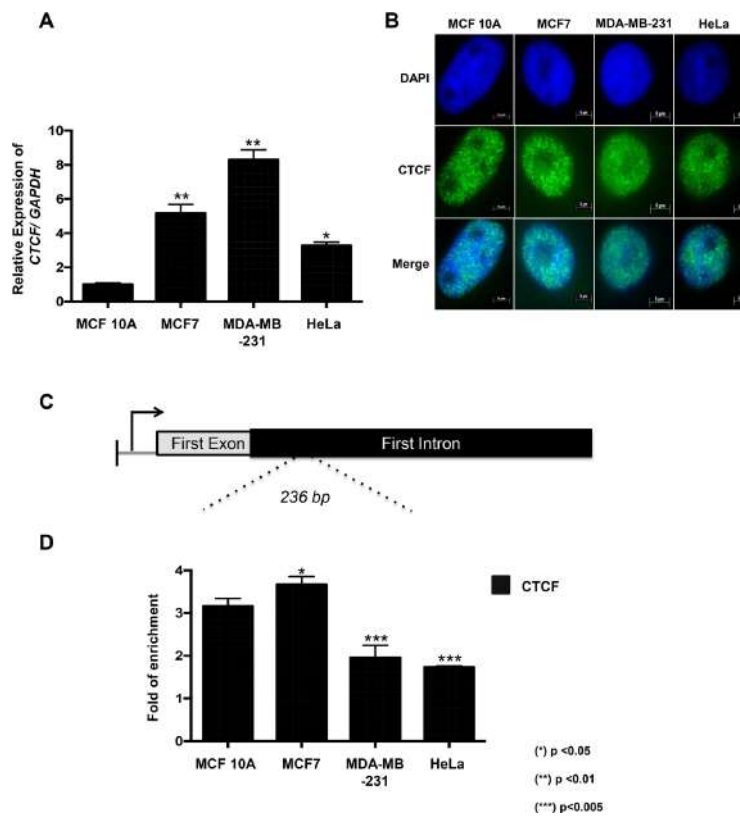 A
Relative Expression of
CTCF/ GAPDH
10
8
6
4
2
0
**
**
*
MCF 10A
MCF7
MDA-MB
-231
HeLa
B
MCF 10A
MCF7
MDA-MB-231
HeLa
DAPI
CTCF
Merge
C
First Exon
First Intron
236 bp
D
Fold of enrichment
4
3
2
1
0
*
***
***
MCF 10A
MCF7
MDA-MB
-231
HeLa
CTCF
(*) p <0.05
(**) p <0.01
(***) p<0.005